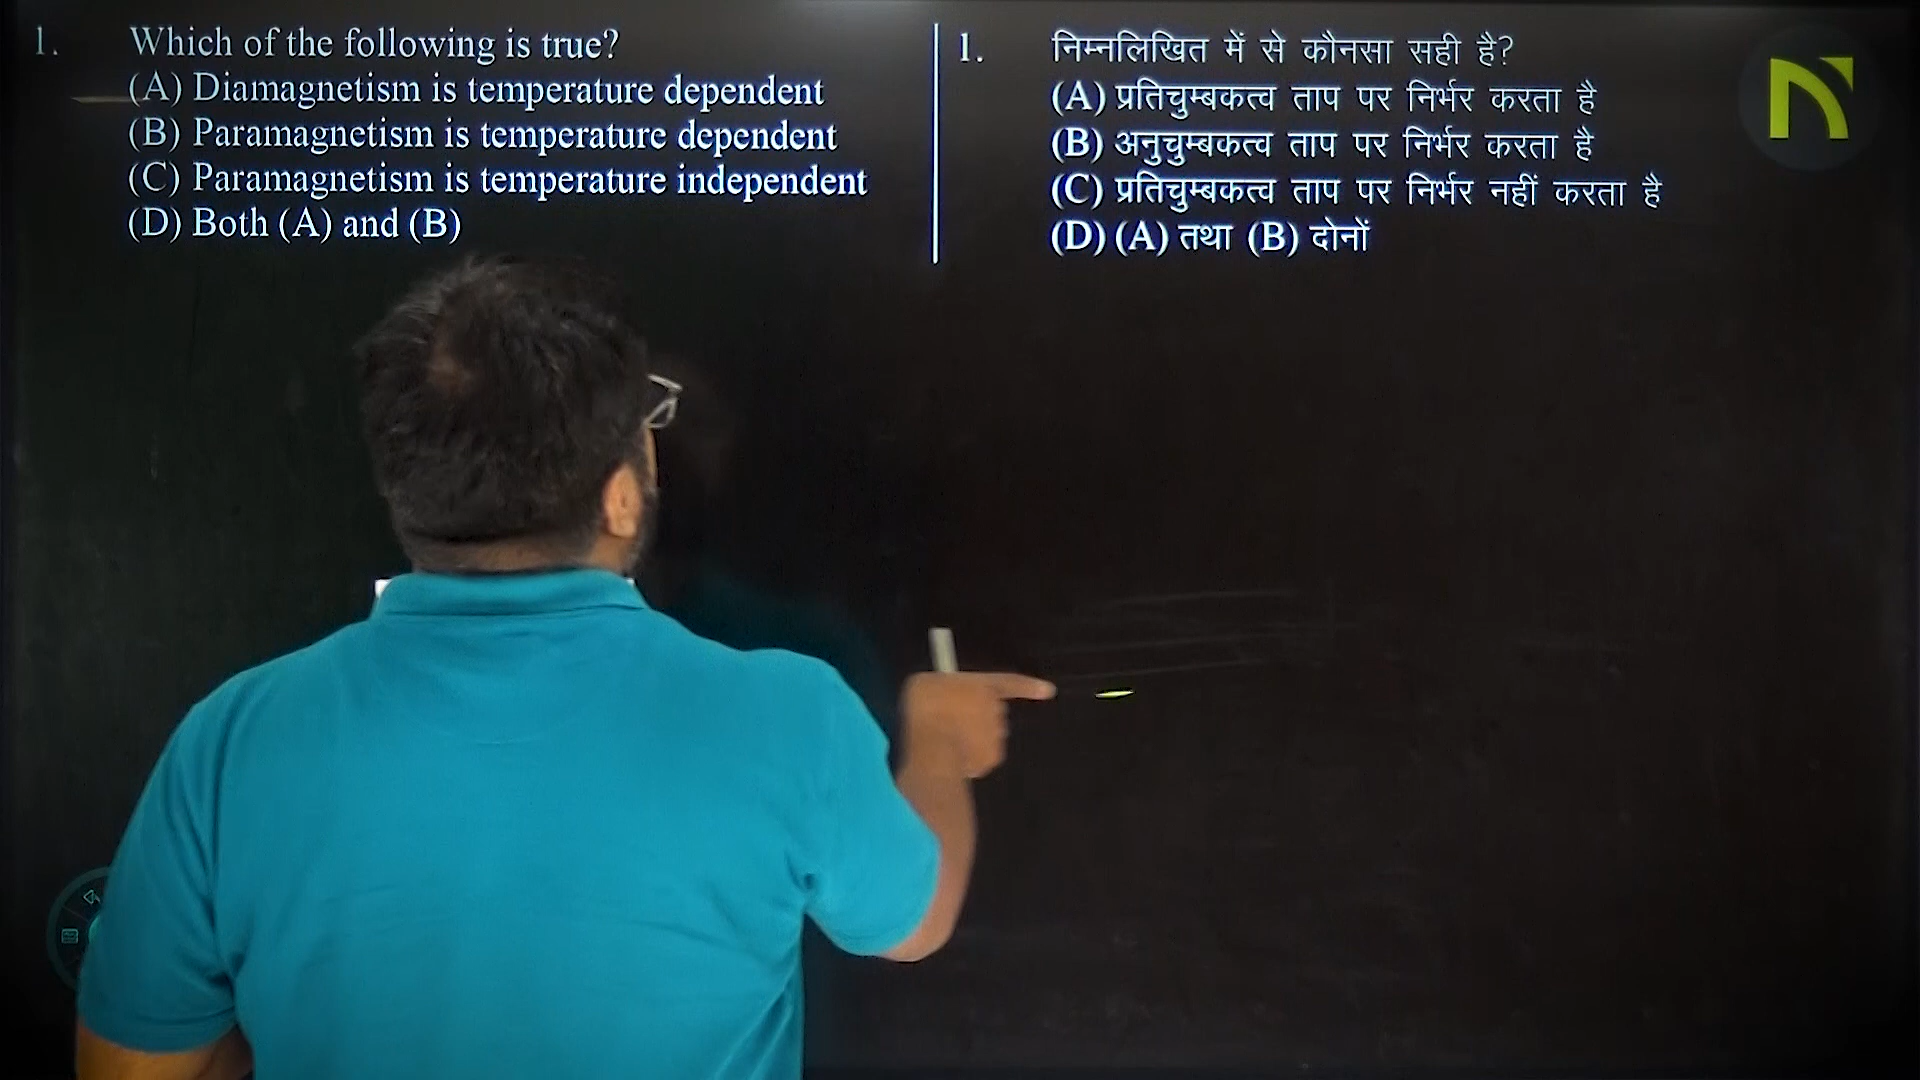 1. Which of the following is true?
(A) Diamagnetism is temperature dependent
(B) Paramagnetism is temperature dependent
(C) Paramagnetism is temperature independent
(D) Both (A) and (B)
1. निम्नलिखित में से कौनसा सही है?
(A) प्रतिचुम्बकत्व ताप पर निर्भर करता है
(B) अनुचुम्बकत्व ताप पर निर्भर करता है
(C) प्रतिचुम्बकत्व ताप पर निर्भर नहीं करता है
(D) (A) तथा (B) दोनों